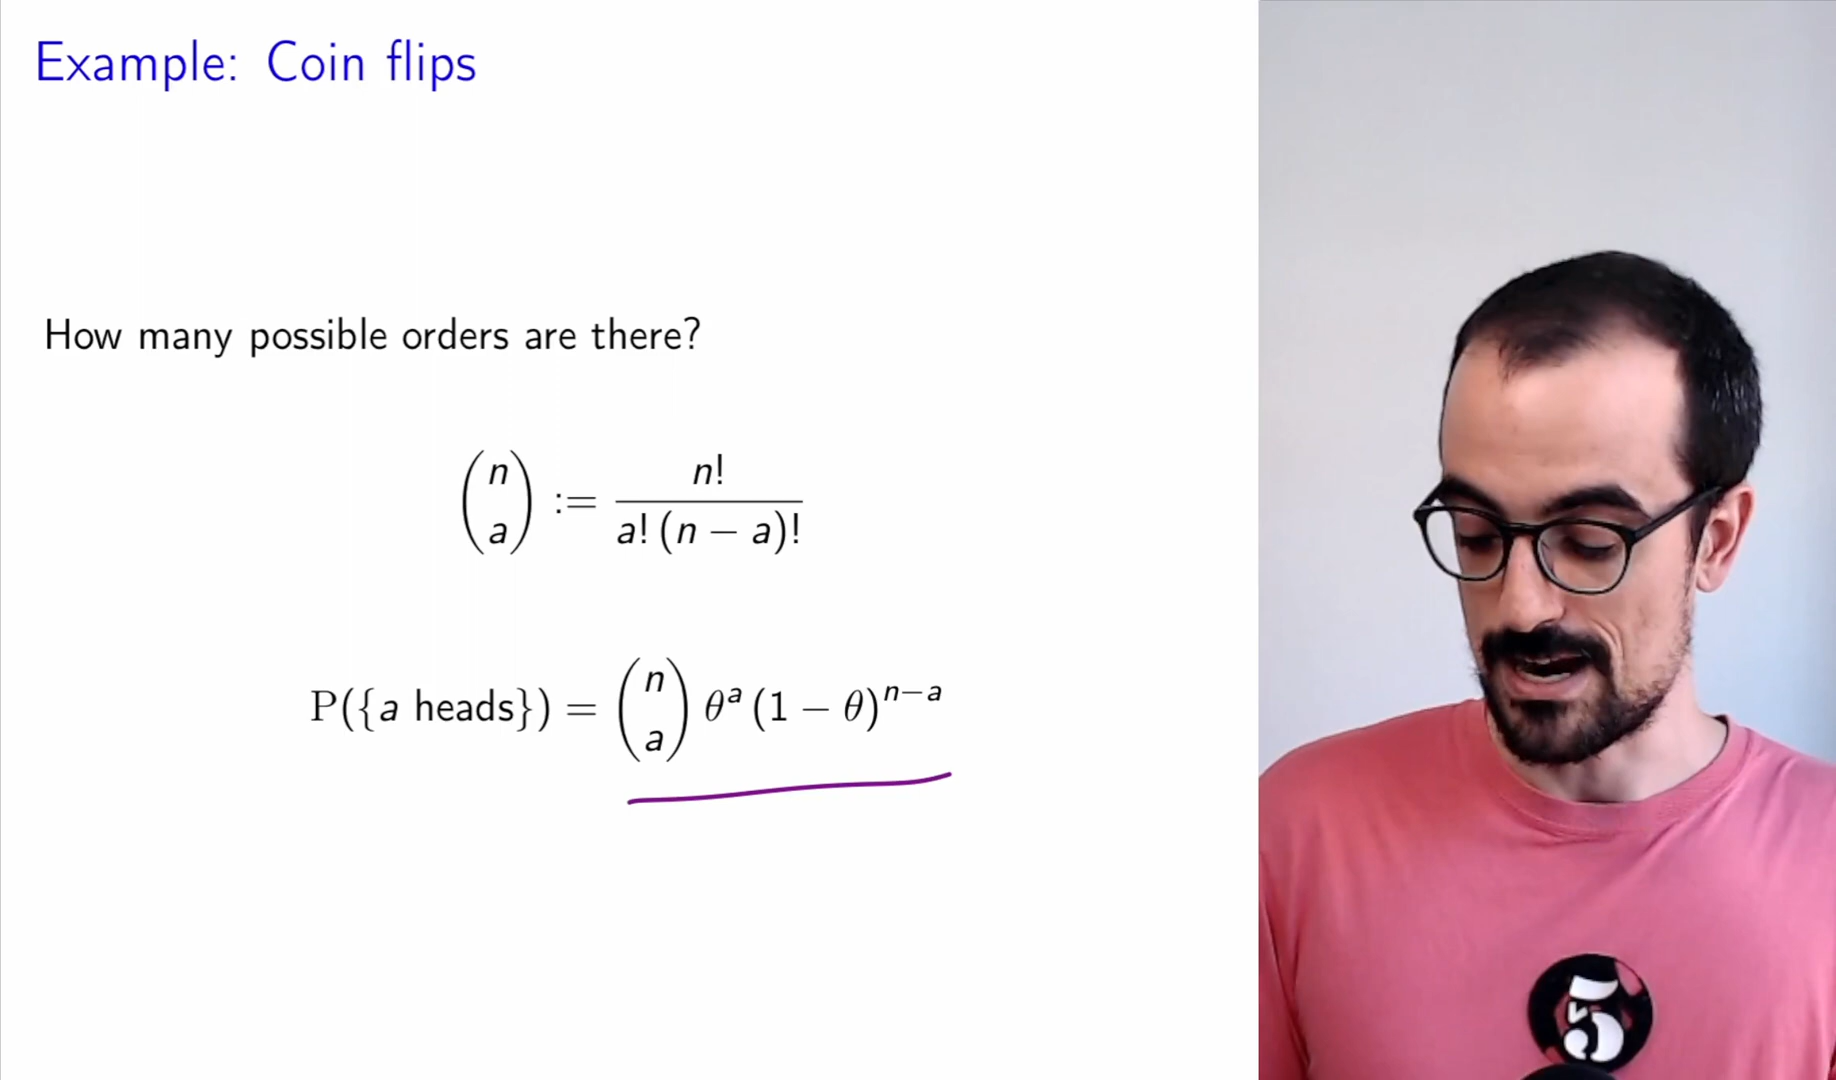 Example: Coin flips
How many possible orders are there?
(n a) := n! / a! (n − a)!
P({a heads}) = (n a) θ^a (1 − θ)^{n−a}
5